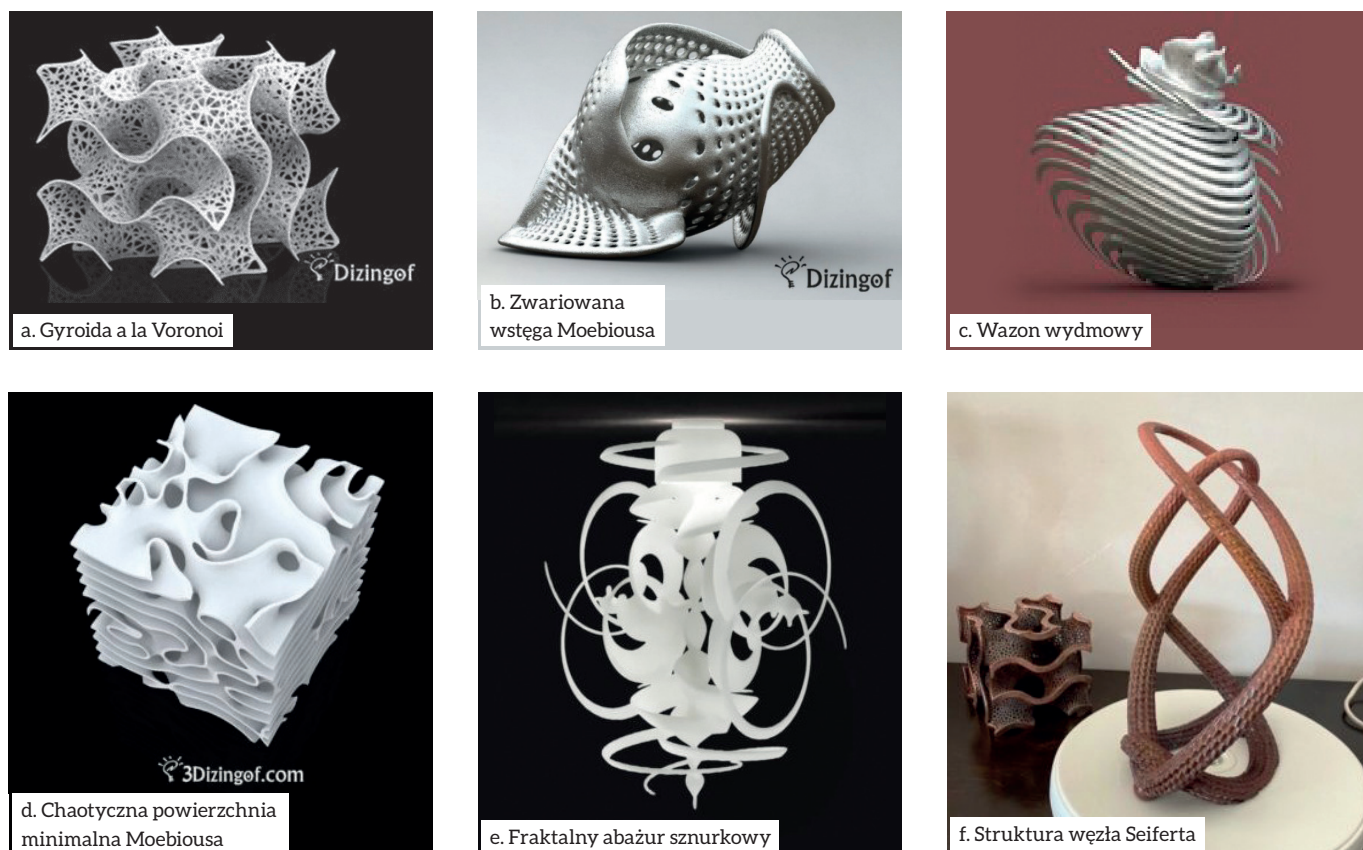 Dizingof
a. Gyroida a la Voronoi
Dizingof
b. Zwariowana
wstęga Moebiousa
c. Wazon wydmowy
3Dizingof.com
d. Chaotyczna powierzchnia
minimalna Moebiousa
e. Fraktalny abażur sznurkowy
f. Struktura węzła Seiferta